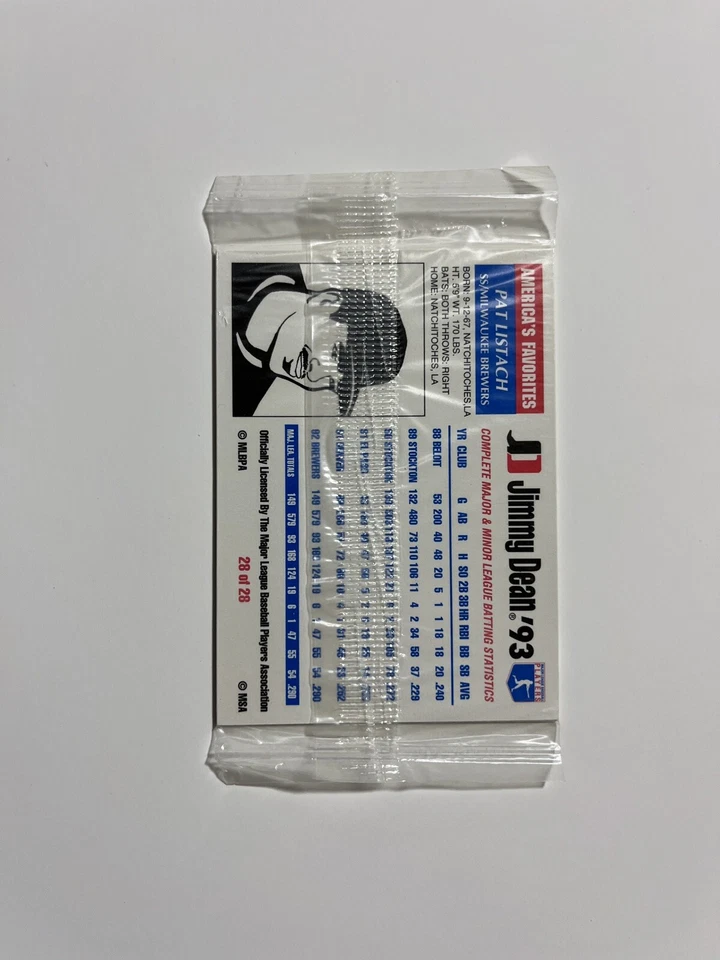 AMERICA'S FAVORITES
PAT LISTACH
SS/MILWAUKEE BREWERS
BORN: 9-12-67, NATCHITOCHES, LA
HT. 5'9" WT. 170 LBS.
BATS: BOTH THROWS: RIGHT
HOME: NATCHITOCHES, LA
JD Jimmy Dean® '93
PLAYERS
COMPLETE MAJOR & MINOR LEAGUE BATTING STATISTICS
YR CLUB G AB R H SO 2B 3B HR RBI BB SB AVG
88 BELOIT 53 200 40 48 20 5 1 1 18 18 20 .240
89 STOCKTON 132 480 73 110 106 11 4 2 34 58 37 .229
STOCKTON
92 BREWERS 149 579 93 168 124 19 6 1 47 55 54 .290
MAJ. LEA. TOTALS 149 579 93 168 124 19 6 1 47 55 54 .290
28 of 28
Officially Licensed By The Major League Baseball Players Association
© MLBPA © MSA